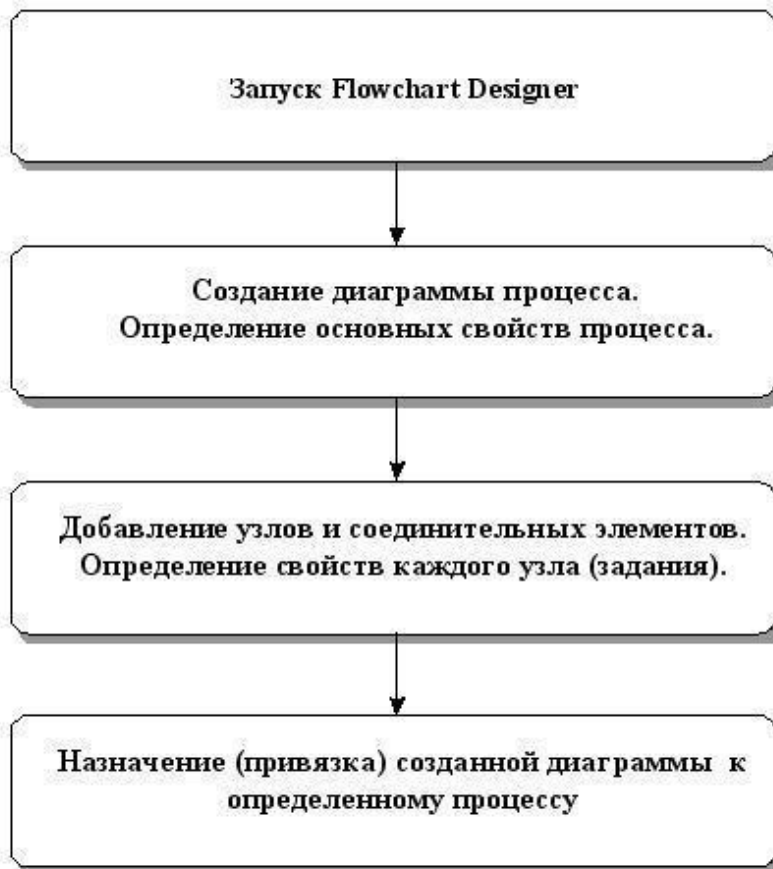 Запуск Flowchart Designer
Создание диаграммы процесса.
Определение основных свойств процесса.
Добавление узлов и соединительных элементов.
Определение свойств каждого узла (задания).
Назначение (привязка) созданной диаграммы к
определенному процессу